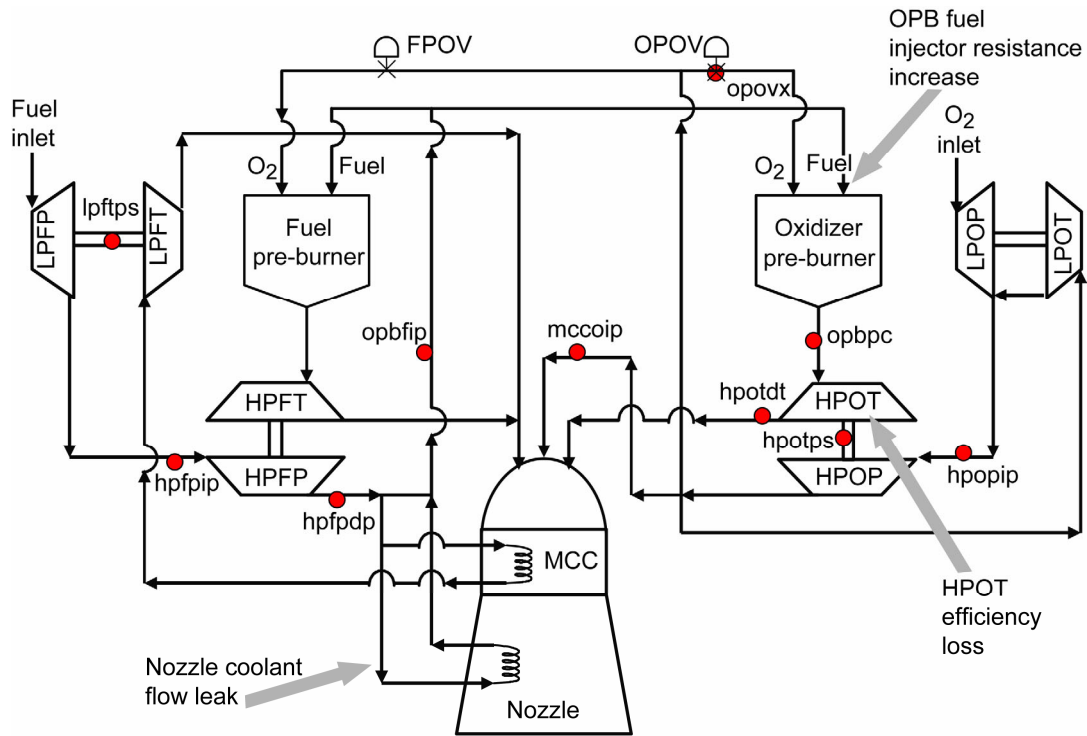 OPB fuel
injector resistance
increase
FPOV
OPOV
opovx
Fuel
inlet
O2
inlet
O2
Fuel
O2
Fuel
LPFP
lpftps
LPFT
Fuel
pre-burner
Oxidizer
pre-burner
LPOP
LPOT
opbfip
mccoip
opbpc
HPFT
hpotdt
HPOT
hpotps
hpfpip
HPFP
HPOP
hpopip
hpfpdp
MCC
HPOT
efficiency
loss
Nozzle coolant
flow leak
Nozzle